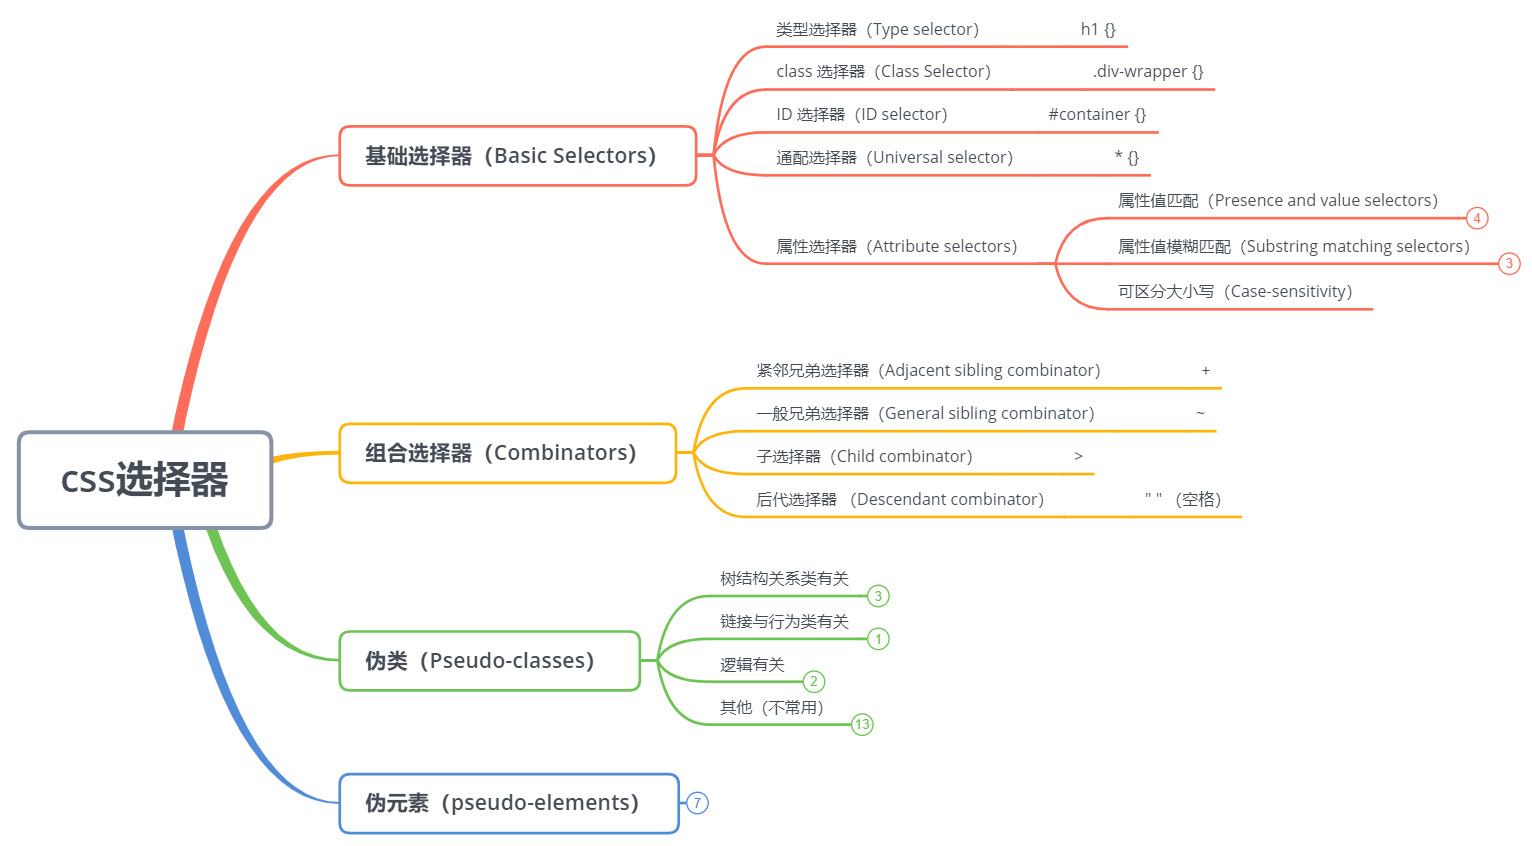 css选择器
基础选择器（Basic Selectors）
类型选择器（Type selector） h1 {}
class 选择器（Class Selector） .div-wrapper {}
ID 选择器（ID selector） #container {}
通配选择器（Universal selector） * {}
属性选择器（Attribute selectors）
属性值匹配（Presence and value selectors） 4
属性值模糊匹配（Substring matching selectors） 3
可区分大小写（Case-sensitivity）
组合选择器（Combinators）
紧邻兄弟选择器（Adjacent sibling combinator） +
一般兄弟选择器（General sibling combinator） ~
子选择器（Child combinator） >
后代选择器 （Descendant combinator） " " （空格）
伪类（Pseudo-classes）
树结构关系类有关 3
链接与行为类有关 1
逻辑有关 2
其他（不常用） 13
伪元素（pseudo-elements） 7